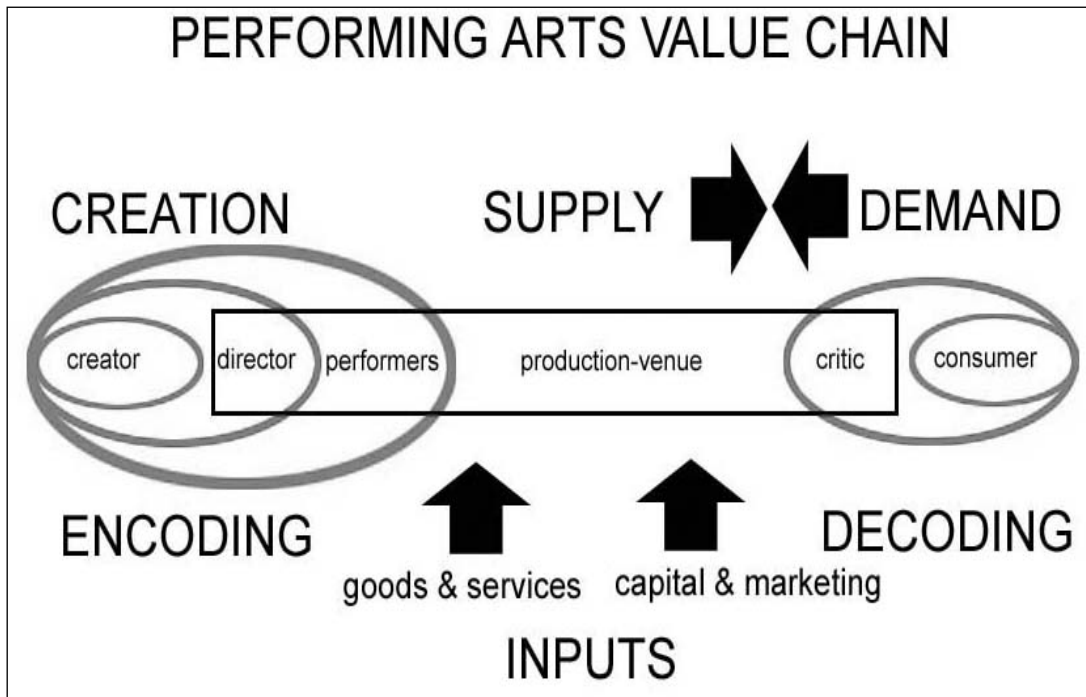 PERFORMING ARTS VALUE CHAIN
CREATION SUPPLY DEMAND
creator director performers production-venue critic consumer
ENCODING DECODING
goods & services capital & marketing
INPUTS